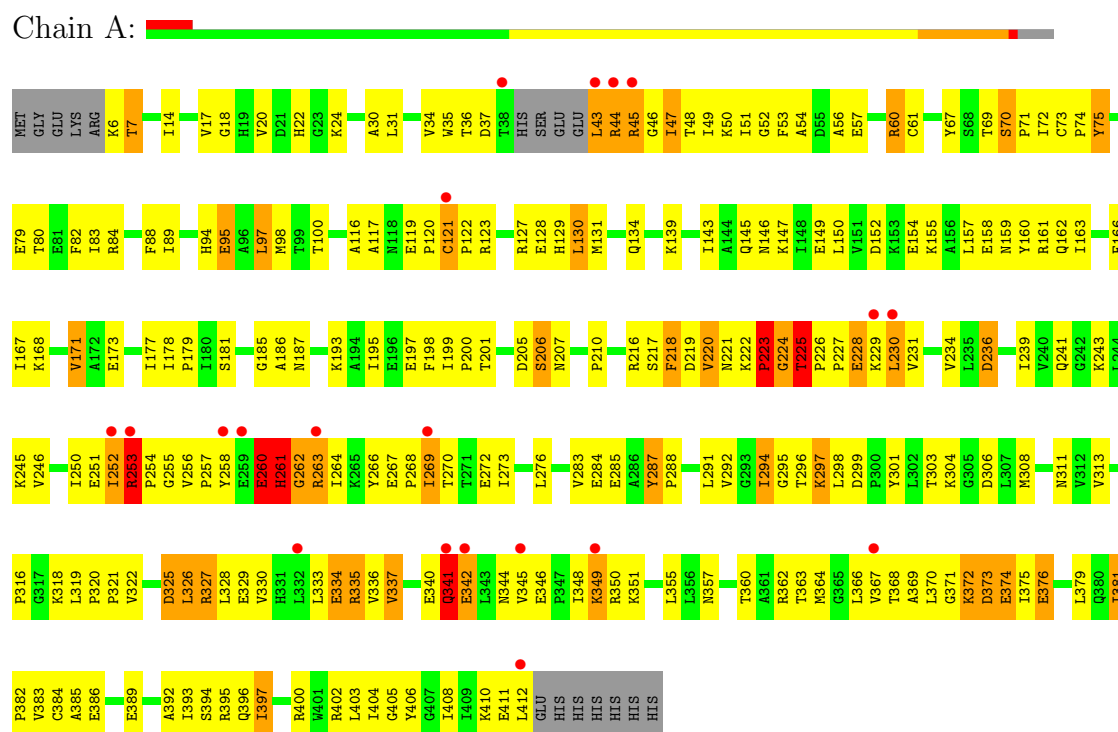 Chain A:
MET GLY GLU LYS ARG K6 T7 I14 V17 G18 H19 V20 D21 H22 G23 K24 A30 L31 V34 W35 T36 D37 T38 HIS SER GLU GLU L43 R44 R45 G46 I47 T48 I49 K50 I51 G52 F53 A54 D55 A56 E57 R60 C61 Y67 S68 T69 S70 P71 I72 C73 P74 Y75
E79 T80 E81 F82 I83 R84 F88 I89 H94 E95 A96 L97 M98 T99 T100 A116 A117 N118 E119 P120 C121 P122 R123 R127 E128 H129 L130 M131 Q134 K139 I143 A144 Q145 N146 K147 I148 E149 L150 V151 D152 K153 E154 K155 A156 L157 E158 N159 Y160 R161 Q162 I163
I167 K168 V171 A172 E173 I177 I178 P179 I180 S181 G185 A186 N187 K193 A194 I195 E196 E197 F198 I199 P200 T201 D205 S206 N207 P210 R216 S217 F218 D219 V220 N221 K222 P223 G224 T225 P226 P227 E228 K229 L230 V231 V234 L235 D236 I239 V240 Q241 G242 K243
K245 V246 I250 E251 I252 R253 P254 G255 V256 P257 Y258 E259 E260 H261 G262 R263 I264 K265 Y266 E267 P268 I269 T270 T271 E272 I273 L276 V283 E284 E285 A286 Y287 P288 L291 V292 G293 I294 G295 T296 K297 L298 D299 P300 Y301 L302 T303 K304 G305 D306 L307 M308 N311 V312 V313
P316 G317 K318 L319 P320 P321 V322 D325 L326 R327 L328 E329 V330 H331 L332 L333 E334 R335 V336 V337 E340 Q341 E342 L343 N344 V345 E346 P347 I348 K349 R350 K351 L355 L356 N357 T360 A361 R362 T363 M364 G365 L366 V367 T368 A369 L370 G371 K372 D373 E374 I375 E376 L379 Q380
P382 V383 C384 A385 E386 E389 A392 I393 S394 R395 Q396 I397 R400 W401 R402 L403 I404 G405 Y406 G407 I408 I409 K410 E411 L412 GLU HIS HIS HIS HIS HIS HIS